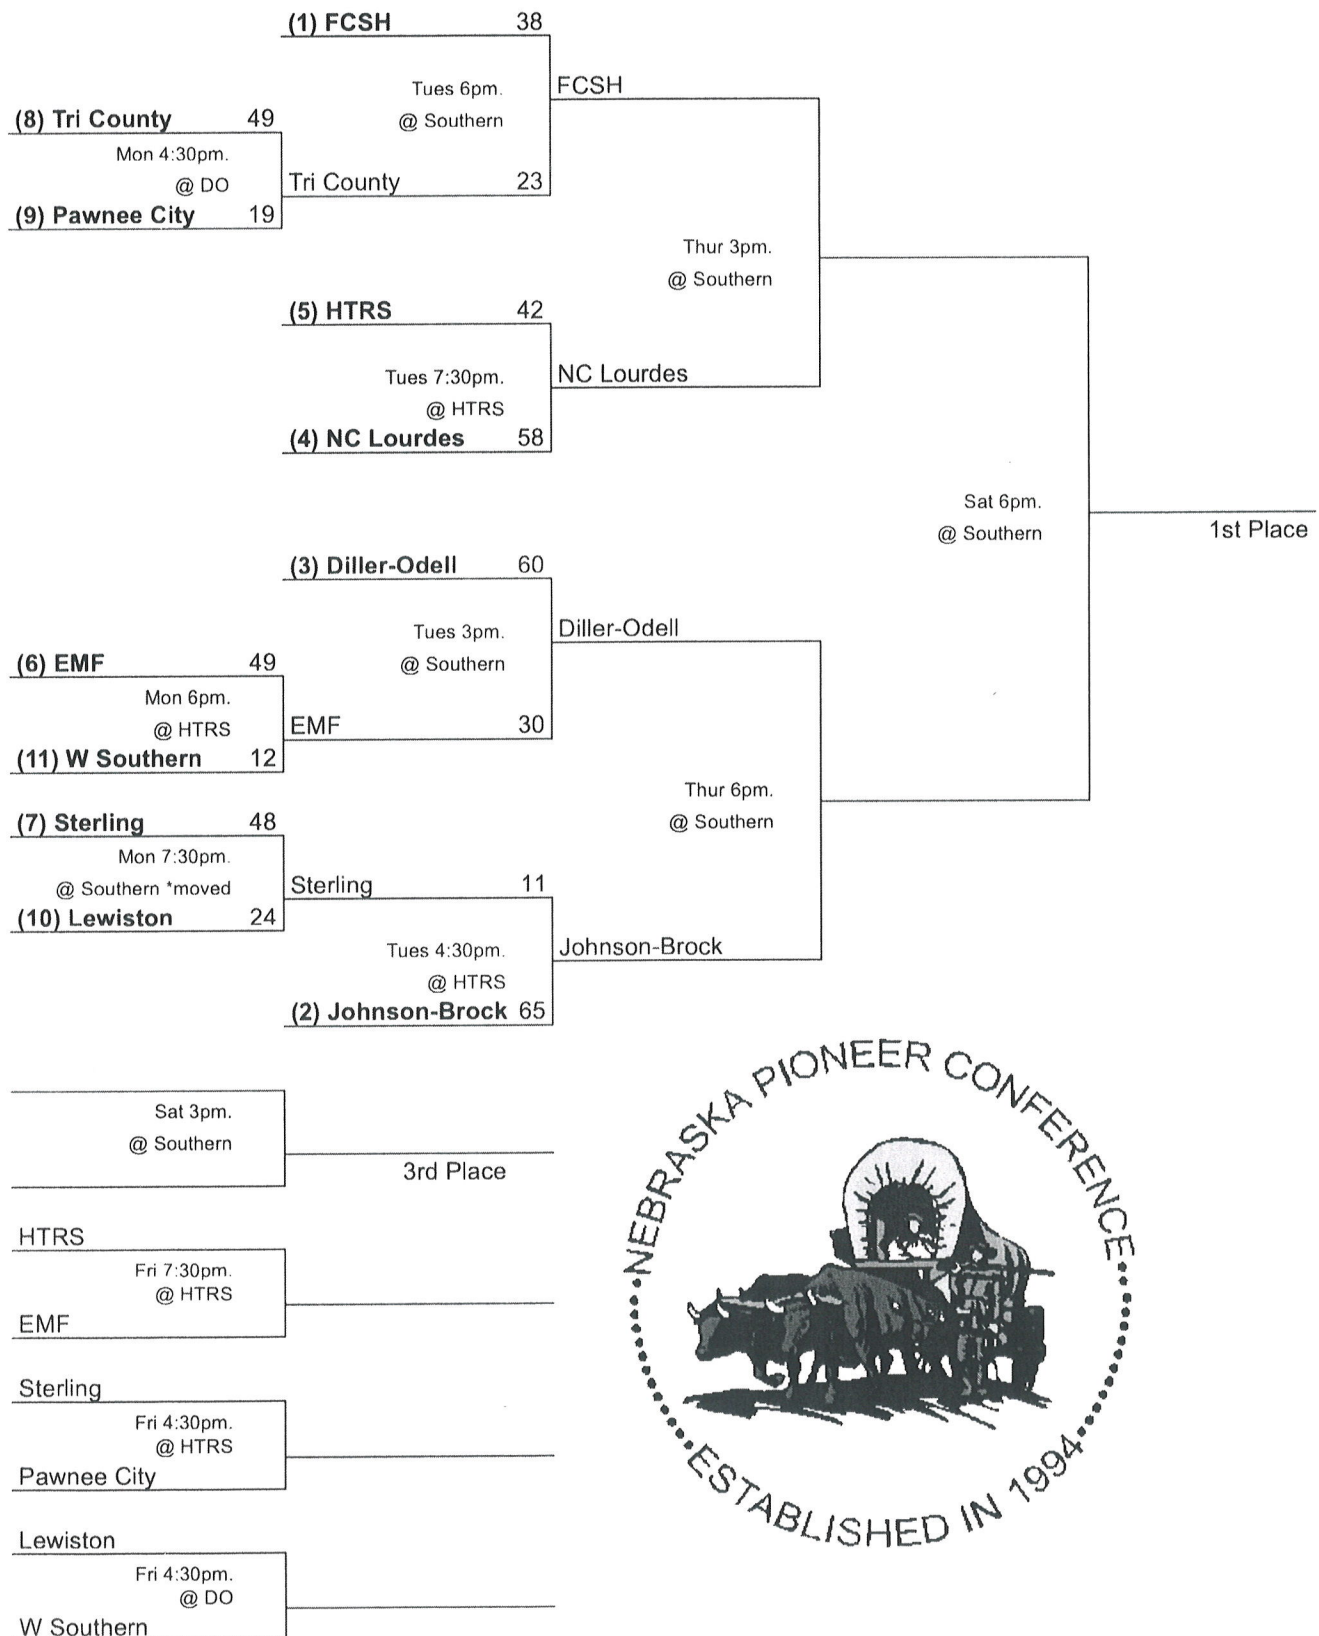 (1) FCSH 38
Tues 6pm.
@ Southern
FCSH
(8) Tri County 49
Mon 4:30pm.
@ DO
(9) Pawnee City 19
Tri County 23
Thur 3pm.
@ Southern
(5) HTRS 42
Tues 7:30pm.
@ HTRS
NC Lourdes
(4) NC Lourdes 58
Sat 6pm.
@ Southern
1st Place
(3) Diller-Odell 60
Tues 3pm.
@ Southern
Diller-Odell
(6) EMF 49
Mon 6pm.
@ HTRS
(11) W Southern 12
EMF 30
Thur 6pm.
@ Southern
(7) Sterling 48
Mon 7:30pm.
@ Southern *moved
(10) Lewiston 24
Sterling 11
Tues 4:30pm.
@ HTRS
Johnson-Brock
(2) Johnson-Brock 65
Sat 3pm.
@ Southern
3rd Place
HTRS
Fri 7:30pm.
@ HTRS
EMF
Sterling
Fri 4:30pm.
@ HTRS
Pawnee City
Lewiston
Fri 4:30pm.
@ DO
W Southern
NEBRASKA PIONEER CONFERENCE
ESTABLISHED IN 1994